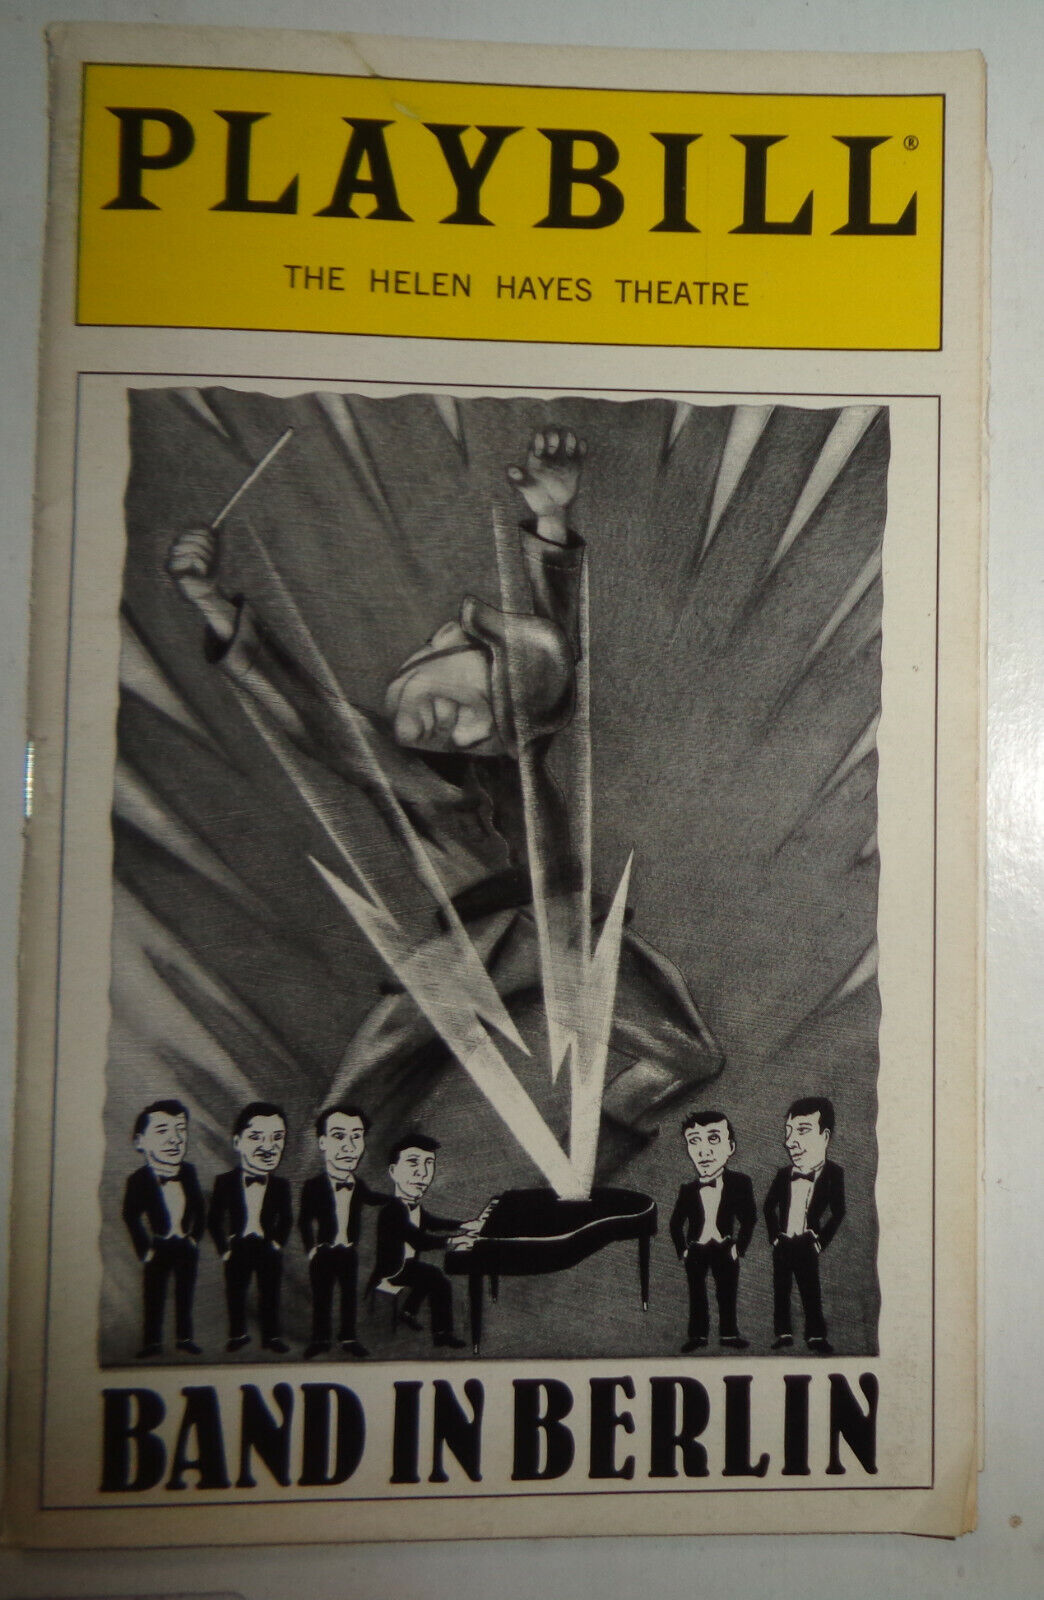 PLAYBILL®
THE HELEN HAYES THEATRE
BAND IN BERLIN